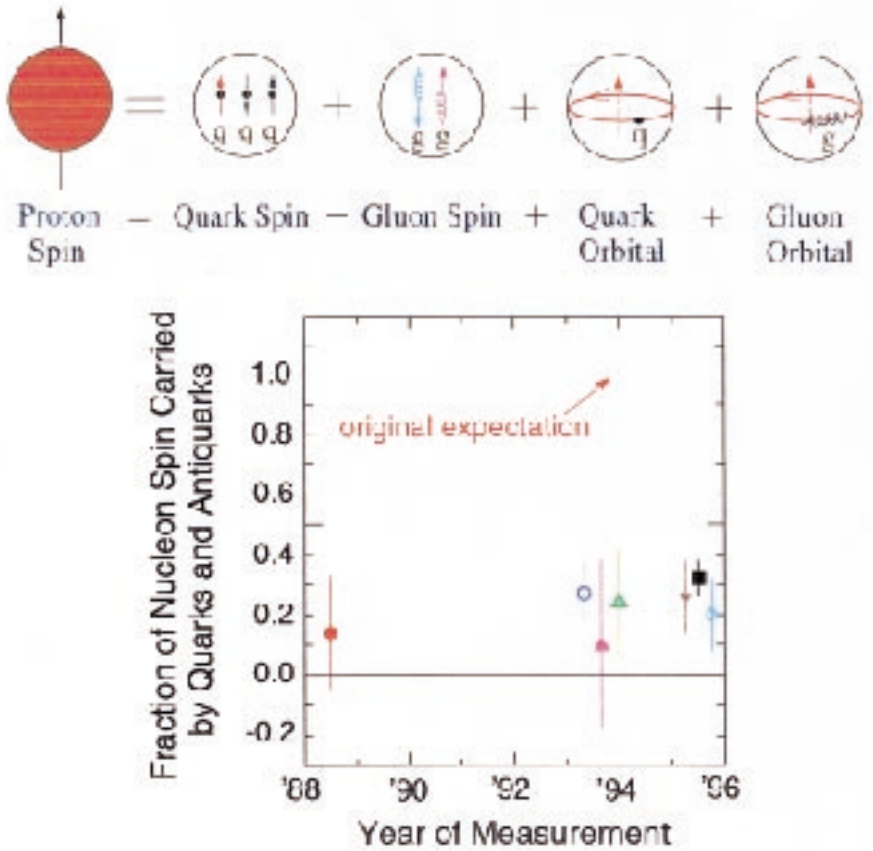 =
+
+
+
q q q
g g
q
g
Proton Spin – Quark Spin – Gluon Spin + Quark Orbital + Gluon Orbital
Fraction of Nucleon Spin Carried
by Quarks and Antiquarks
1.0
original expectation
0.8
0.6
0.4
0.2
0.0
-0.2
'88 '90 '92 '94 '96
Year of Measurement